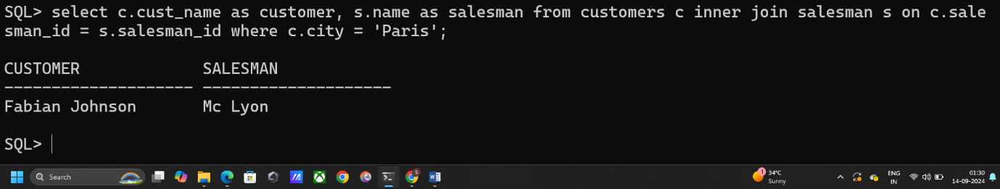 SQL> select c.cust_name as customer, s.name as salesman from customers c inner join salesman s on c.sale
sman_id = s.salesman_id where c.city = 'Paris';
CUSTOMER SALESMAN
-------------------- --------------------
Fabian Johnson Mc Lyon
SQL>
Search
1
34°C
Sunny
ENG
IN
01:30
14-09-2024